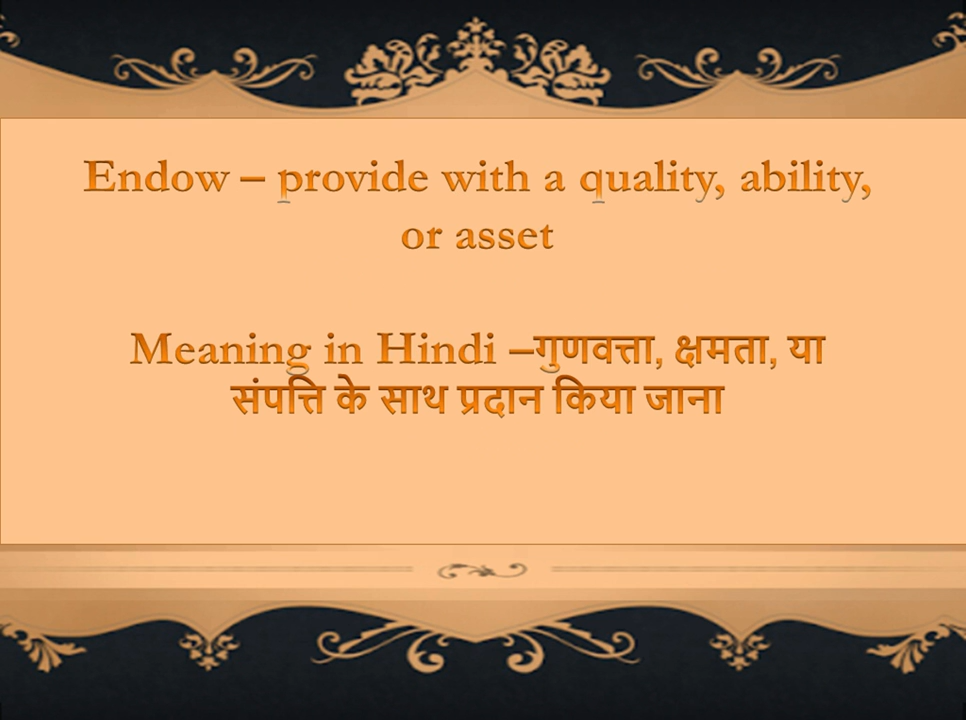 Endow – provide with a quality, ability,
or asset
Meaning in Hindi –गुणवत्ता, क्षमता, या
संपत्ति के साथ प्रदान किया जाना